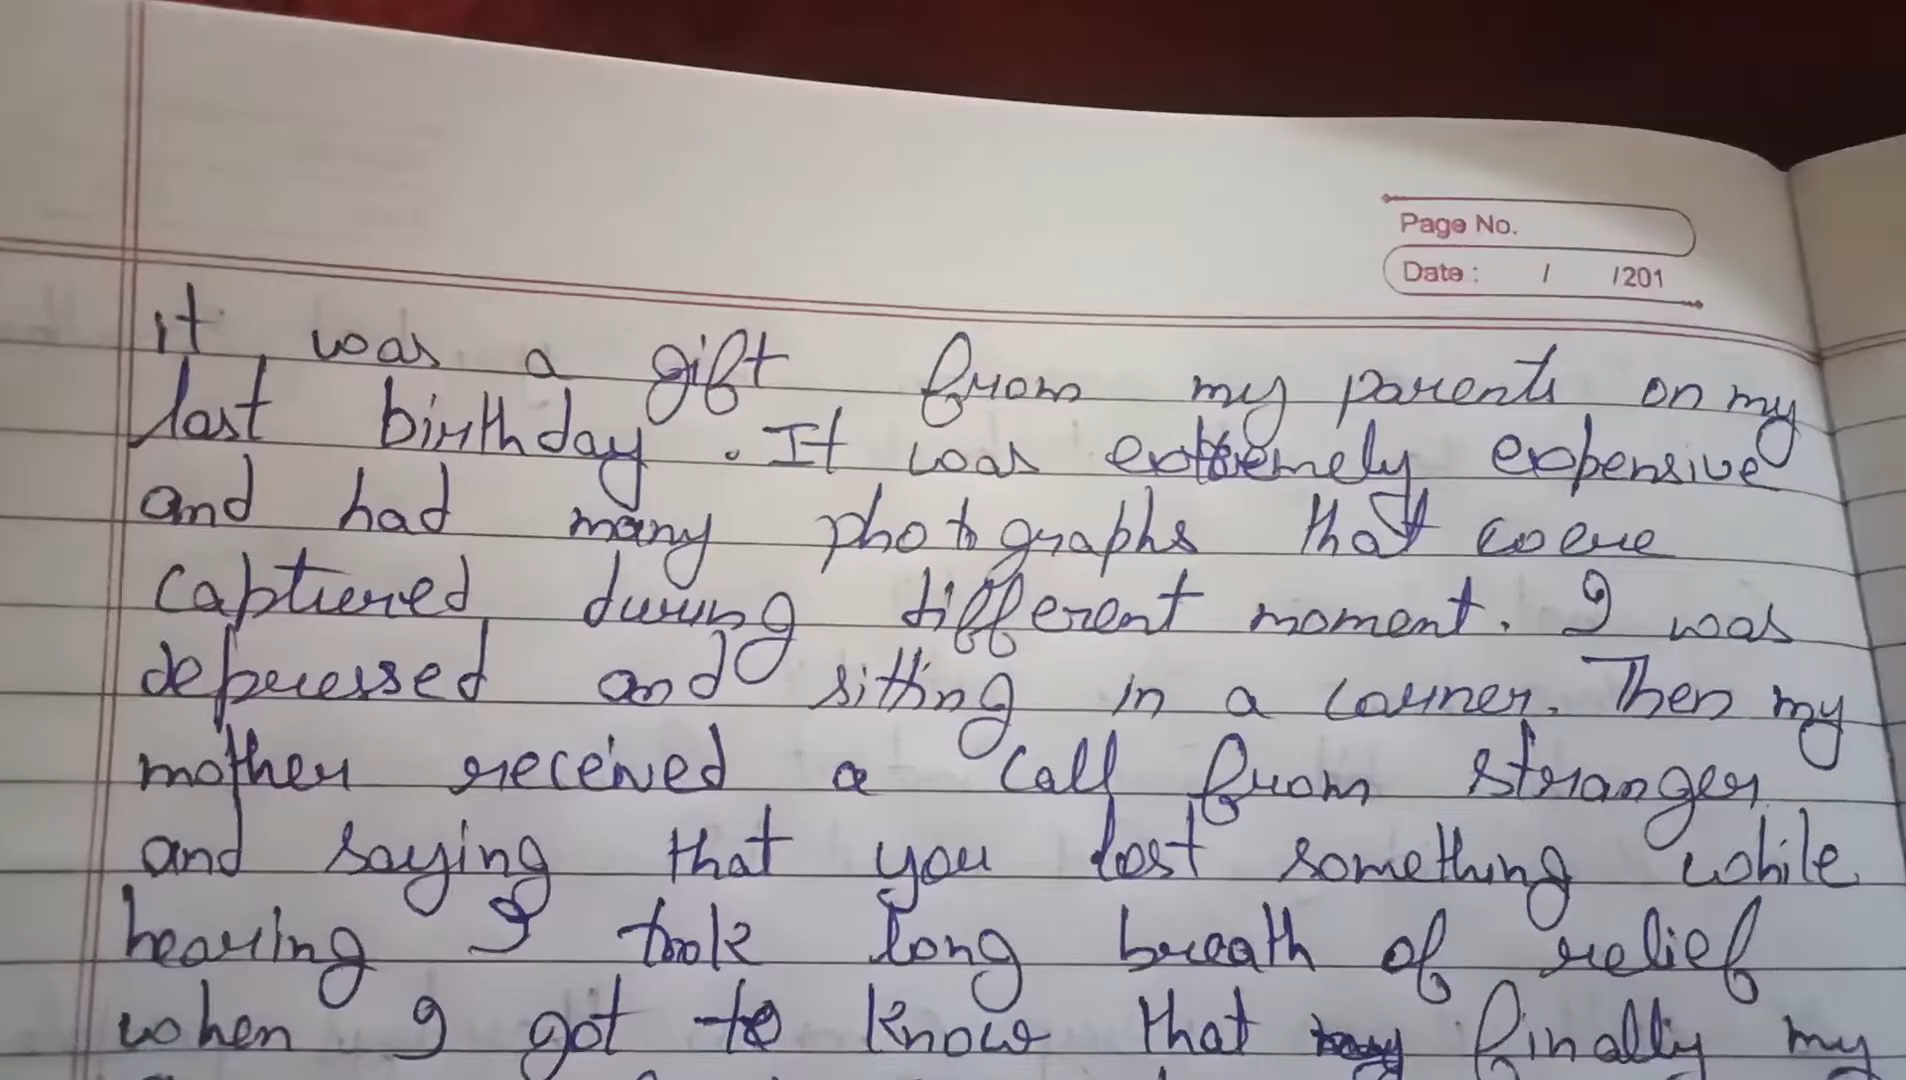 Page No.
Date : / /201
it was a gift from my parents on my
last birthday. It was extremely expensive
and had many photographs that were
captured during different moment. I was
depressed and sitting in a corner. Then my
mother received a call from stranger
and saying that you lost something while
hearing I took long breath of relief
when I got to know that finally my